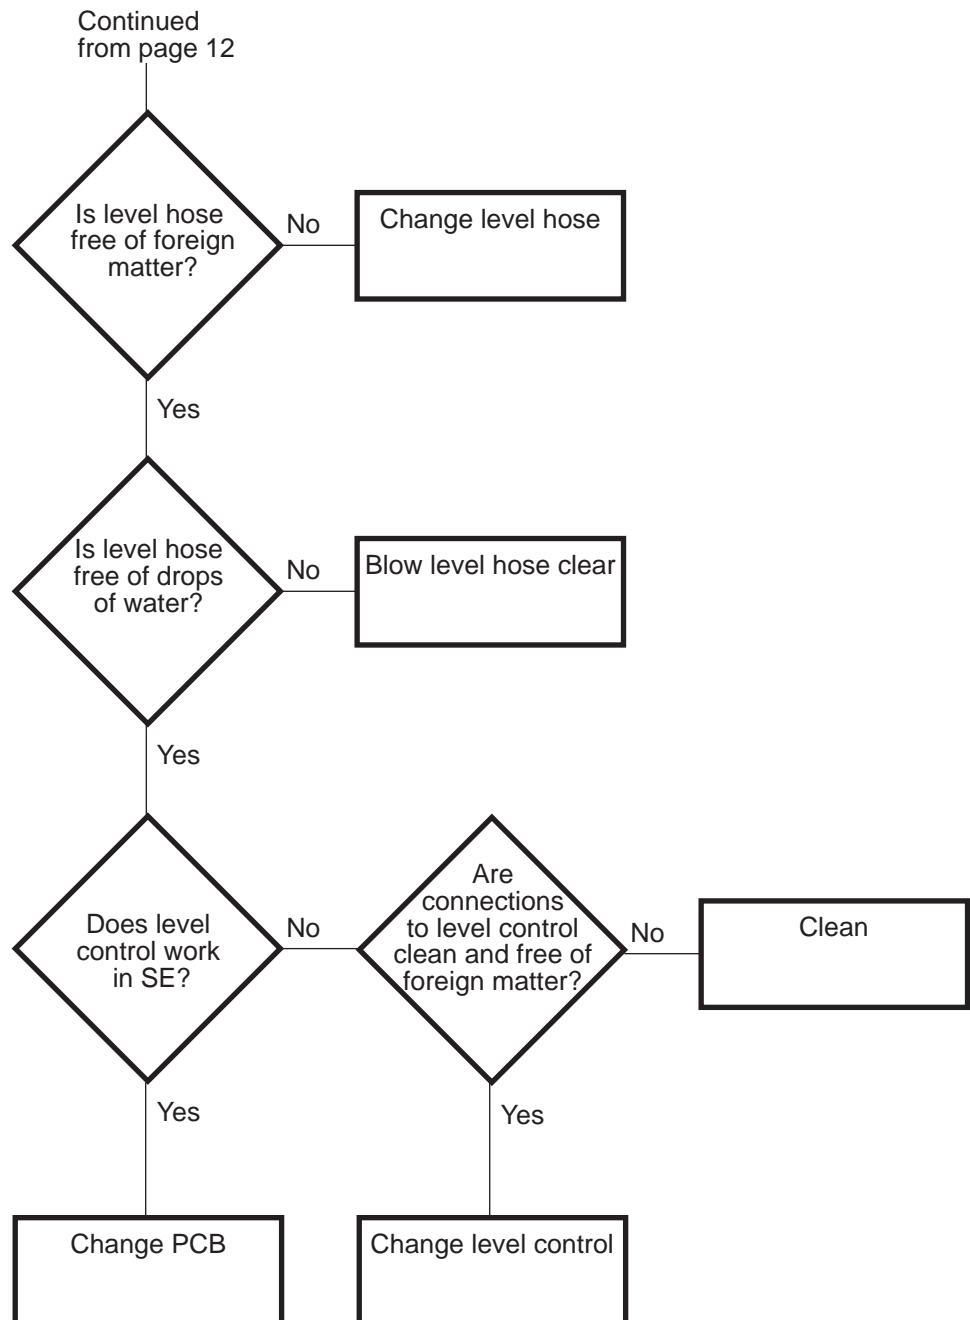 Continued
from page 12
Is level hose
free of foreign
matter?
No
Change level hose
Yes
Is level hose
free of drops
of water?
No
Blow level hose clear
Yes
Does level
control work
in SE?
No
Are
connections
to level control
clean and free of
foreign matter?
No
Clean
Yes
Yes
Change PCB
Change level control